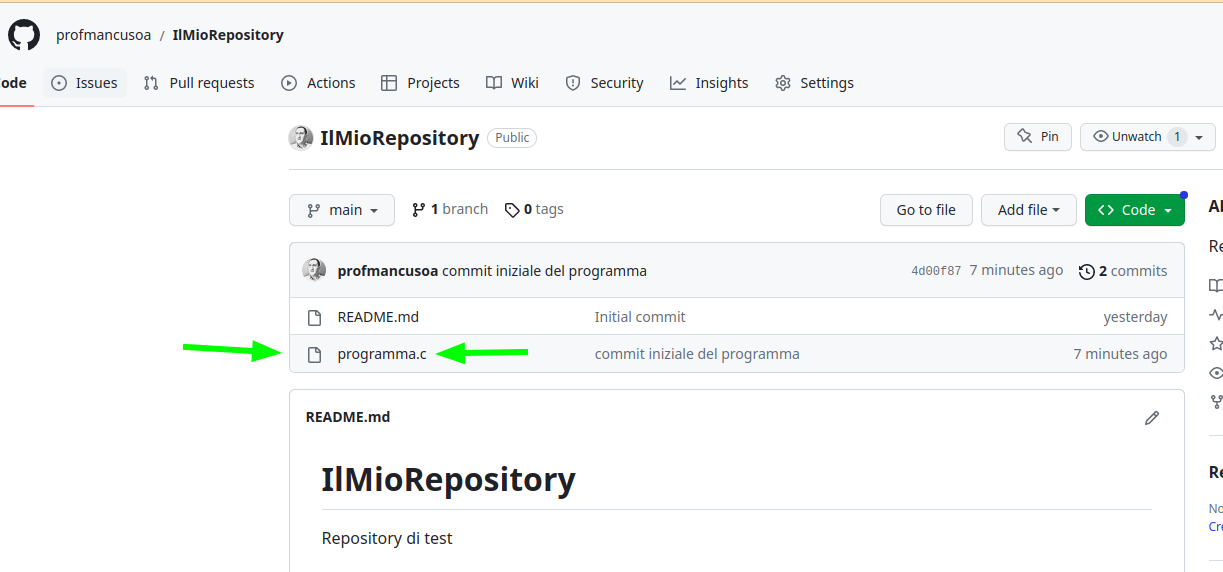 profmancusoa / IlMioRepository
ode Issues Pull requests Actions Projects Wiki Security Insights Settings
IlMioRepository Public Pin Unwatch 1
main 1 branch 0 tags Go to file Add file Code
profmancusoa commit iniziale del programma 4d00f87 7 minutes ago 2 commits
README.md Initial commit yesterday
programma.c commit iniziale del programma 7 minutes ago
README.md
IlMioRepository
Repository di test
Re
Re
No
Cre